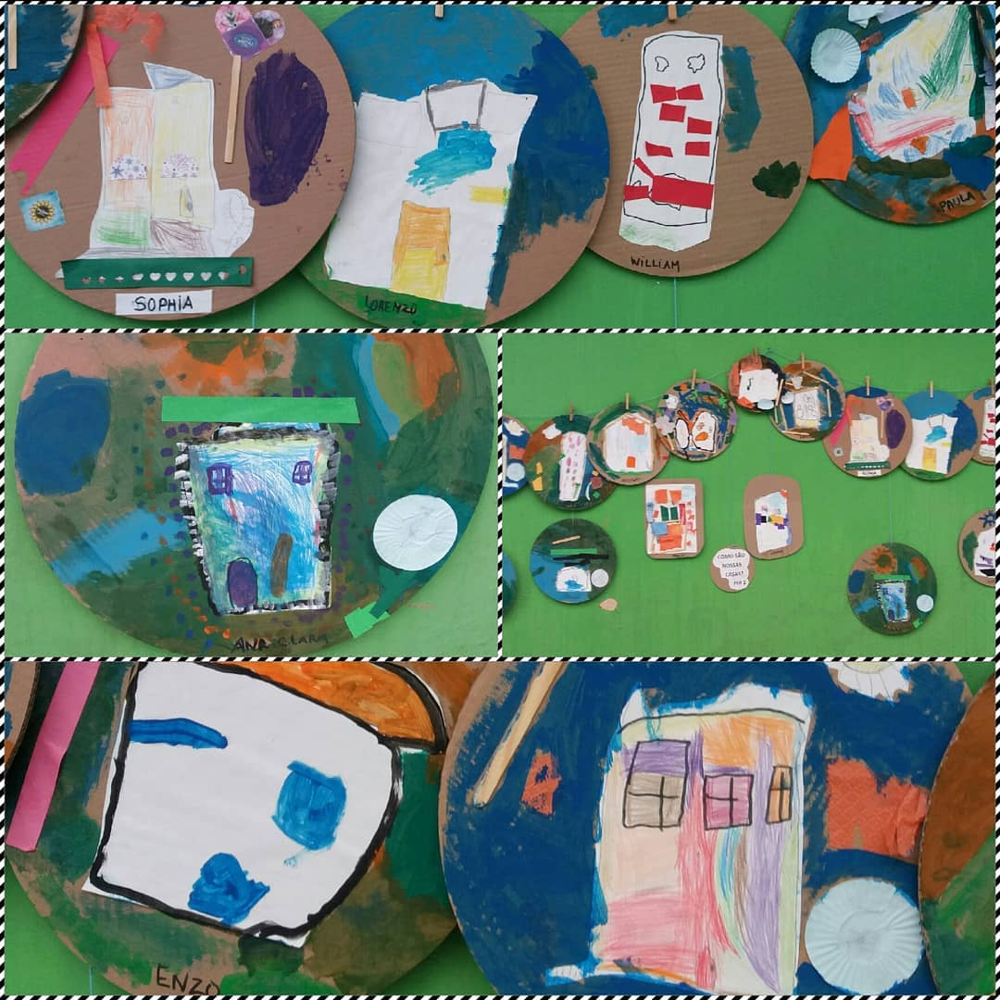 SOPHIA
LORENZO
WILLIAM
PAULA
ANA CLARA
COMO SÃO
NOSSAS
CASAS?
ENZO